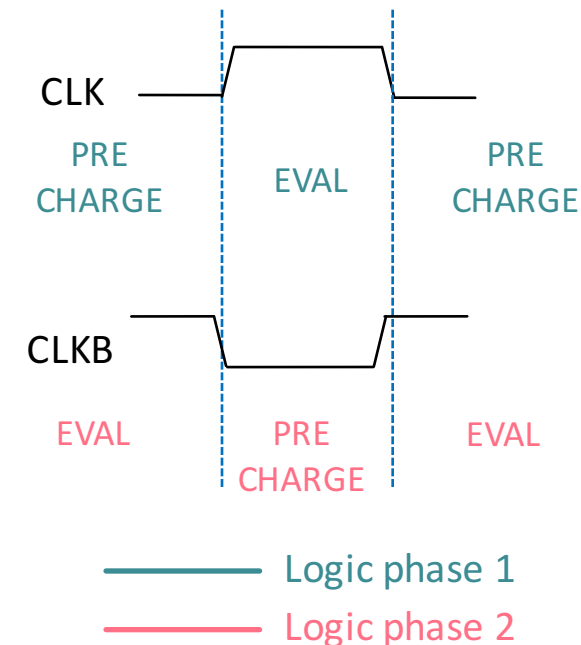 CLK
PRE
CHARGE
EVAL
PRE
CHARGE
CLKB
EVAL
PRE
CHARGE
EVAL
Logic phase 1
Logic phase 2